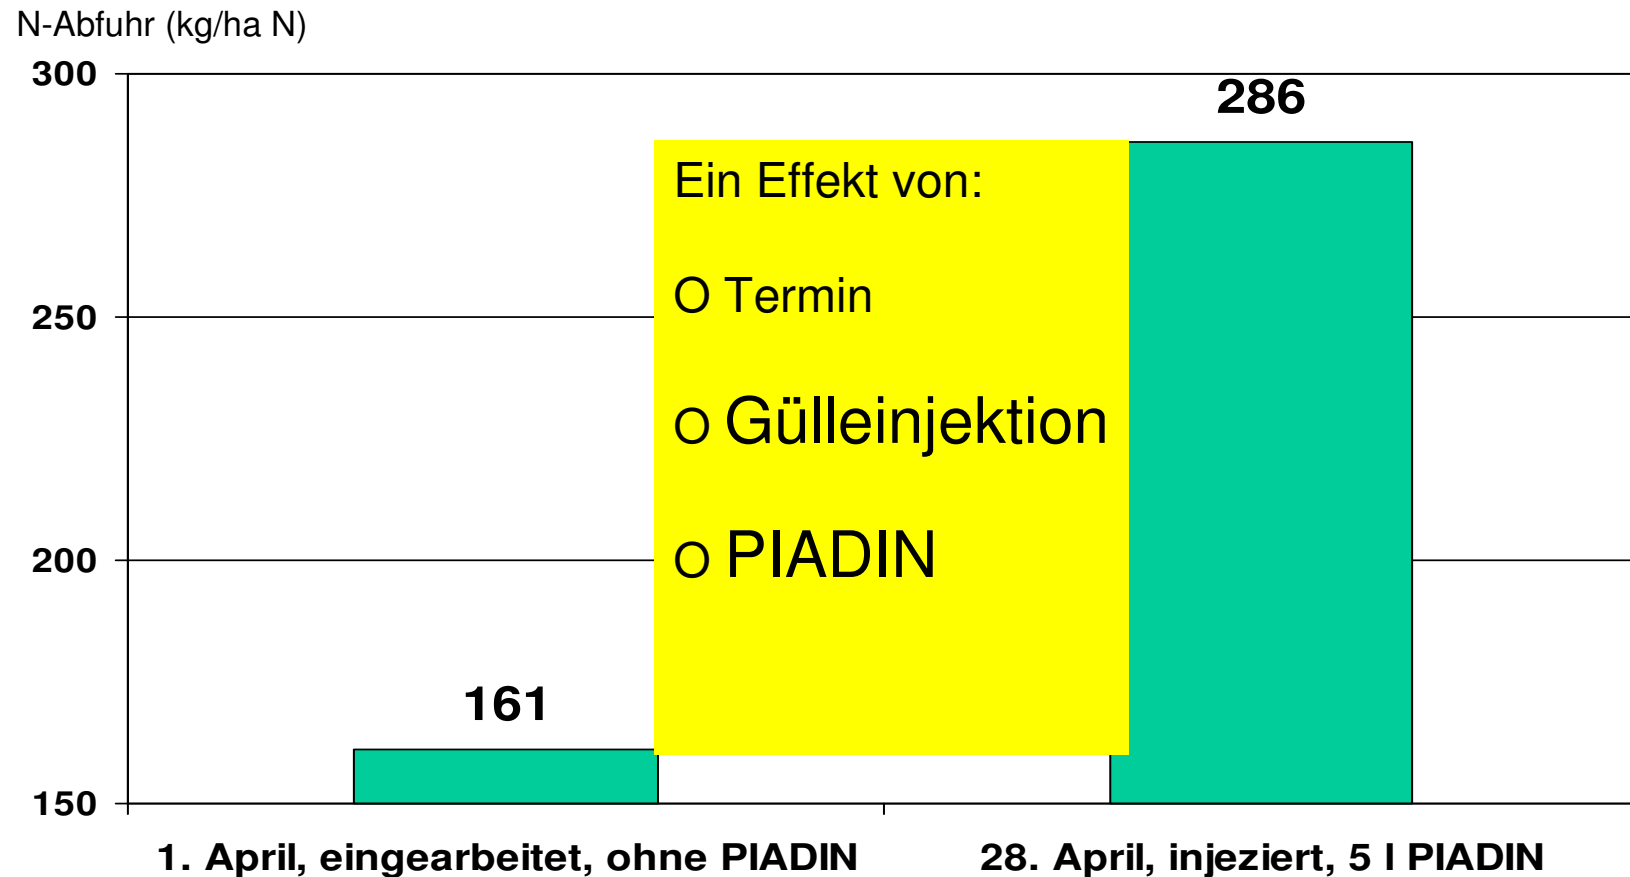 N-Abfuhr (kg/ha N)
300
286
Ein Effekt von:
O Termin
250
O Gülleinjektion
200
O PIADIN
161
150
1. April, eingearbeitet, ohne PIADIN
28. April, injeziert, 5 l PIADIN